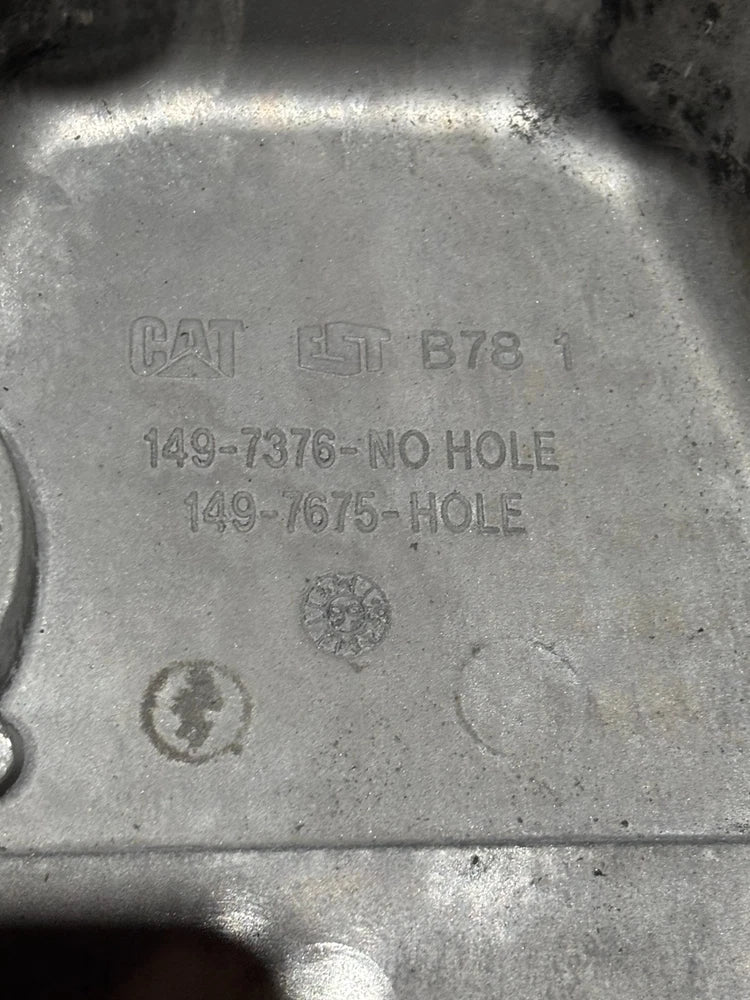 CAT EST B78 1
149-7376-NO HOLE
149-7675-HOLE